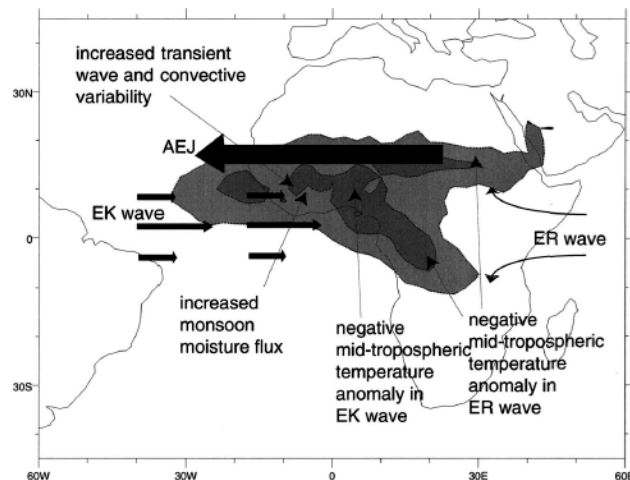 increased transient
wave and convective
variability
30N
AEJ
EK wave
0
ER wave
increased
monsoon
moisture flux
negative
mid-tropospheric
temperature
anomaly in
EK wave
negative
mid-tropospheric
temperature
anomaly in
ER wave
30S
60W
30W
0
30E
60E